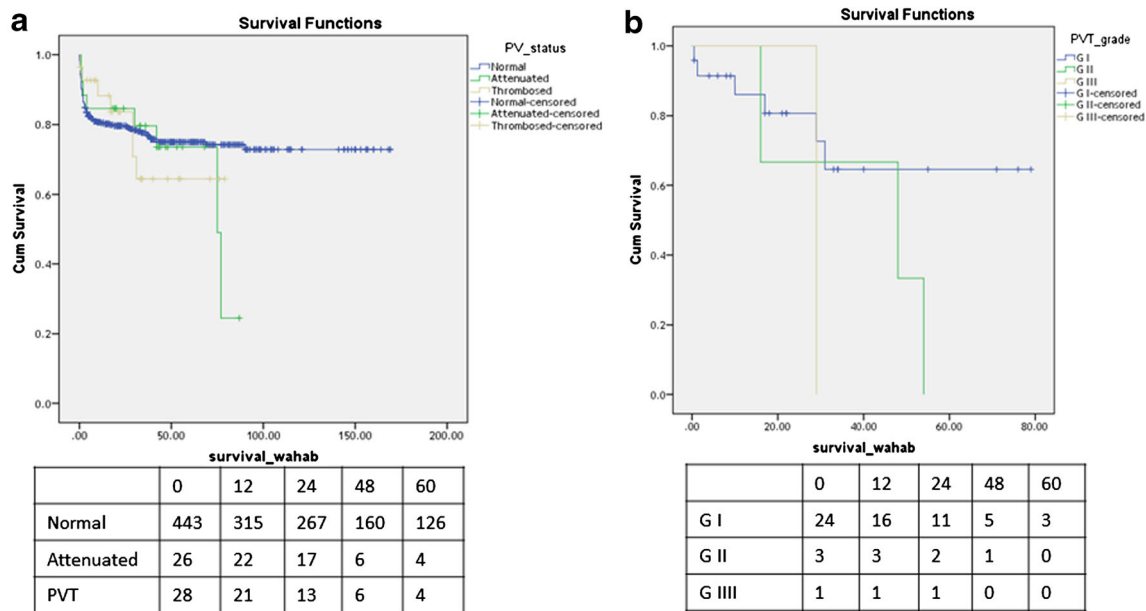 a
Survival Functions
PV_status
Normal
Attenuated
Thrombosed
Normal-censored
Attenuated-censored
Thrombosed-censored
Cum Survival
1.0
0.8
0.6
0.4
0.2
0.0
.00 50.00 100.00 150.00 200.00
survival_wahab
0 12 24 48 60
Normal 443 315 267 160 126
Attenuated 26 22 17 6 4
PVT 28 21 13 6 4
b
Survival Functions
PVT_grade
G I
G II
G III
G I-censored
G II-censored
G III-censored
Cum Survival
1.0
0.8
0.6
0.4
0.2
0.0
.00 20.00 40.00 60.00 80.00
survival_wahab
0 12 24 48 60
G I 24 16 11 5 3
G II 3 3 2 1 0
G IIII 1 1 1 0 0